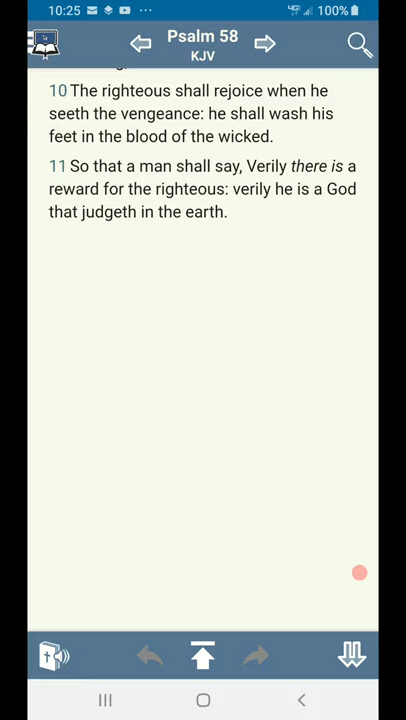 10:25
100%
Psalm 58
KJV
10 The righteous shall rejoice when he
seeth the vengeance: he shall wash his
feet in the blood of the wicked.
11 So that a man shall say, Verily there is a
reward for the righteous: verily he is a God
that judgeth in the earth.